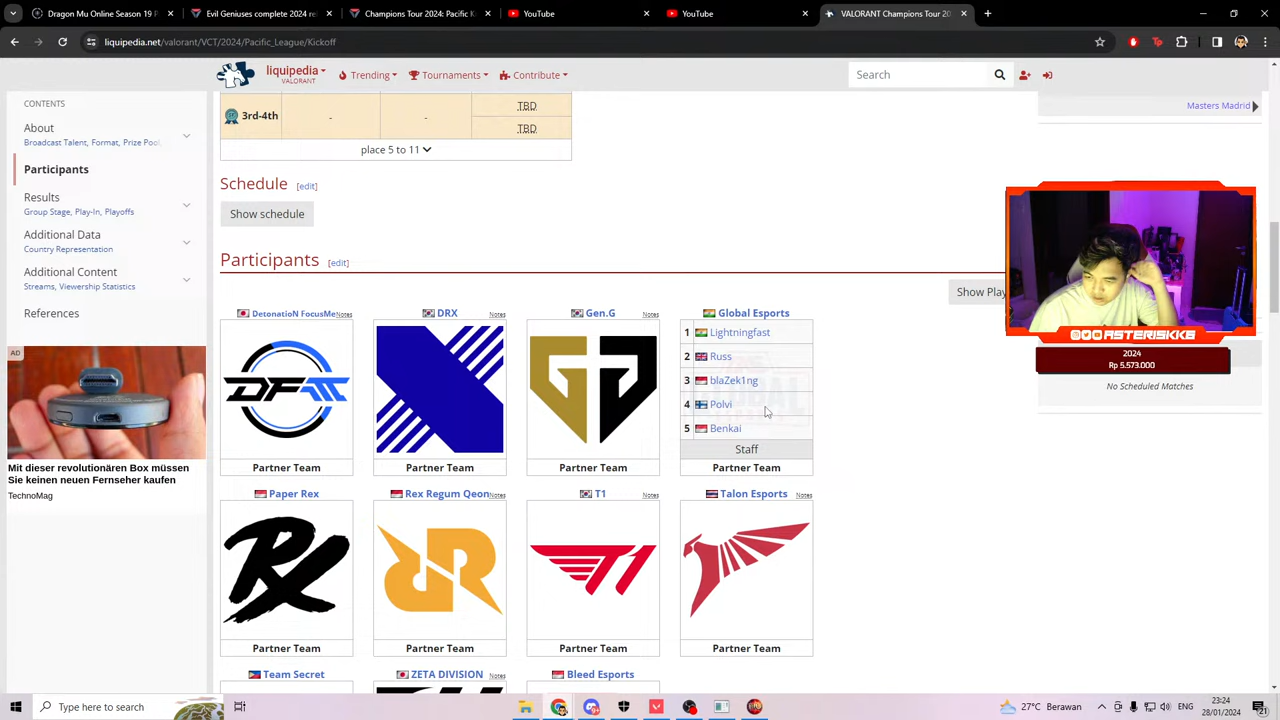 Dragon Mu Online Season 19 P
Evil Geniuses 2024 re
Champions Tour 2024: Pacific K
YouTube
YouTube
VALORANT Champions Tour 20
liquipedia.net/valorant/VCT/2024/Pacific_League/Kickoff
liquipedia
VALORANT
Trending
Tournaments
Contribute
Search
CONTENTS
About
Broadcast Talent, Format, Prize Pool,
Participants
Results
Group Stage, Play-In, Playoffs
Additional Data
Country Representation
Additional Content
Streams, Viewership Statistics
References
AD
Mit dieser revolutionären Box müssen
Sie keinen neuen Fernseher kaufen
TechnoMag
TBD
3rd-4th - - TBD
place 5 to 11
Masters Madrid
Schedule [edit]
Show schedule
Participants [edit]
Show Play
DetonatioN FocusMe Notes
DRX Notes
Gen.G Notes
Global Esports
DFM
1 Lightningfast
2 Russ
3 blaZek1ng
4 Polvi
5 Benkai
Staff
Partner Team
Partner Team
Partner Team
Partner Team
Paper Rex
Rex Regum Qeon Notes
T1 Notes
Talon Esports Notes
T1
Partner Team
Partner Team
Partner Team
Partner Team
Team Secret
ZETA DIVISION Notes
Bleed Esports
ASTERISKKS
2024
Rp 5.573.000
No Scheduled Matches
Type here to search
27°C Berawan
ENG
23:24
28/01/2024